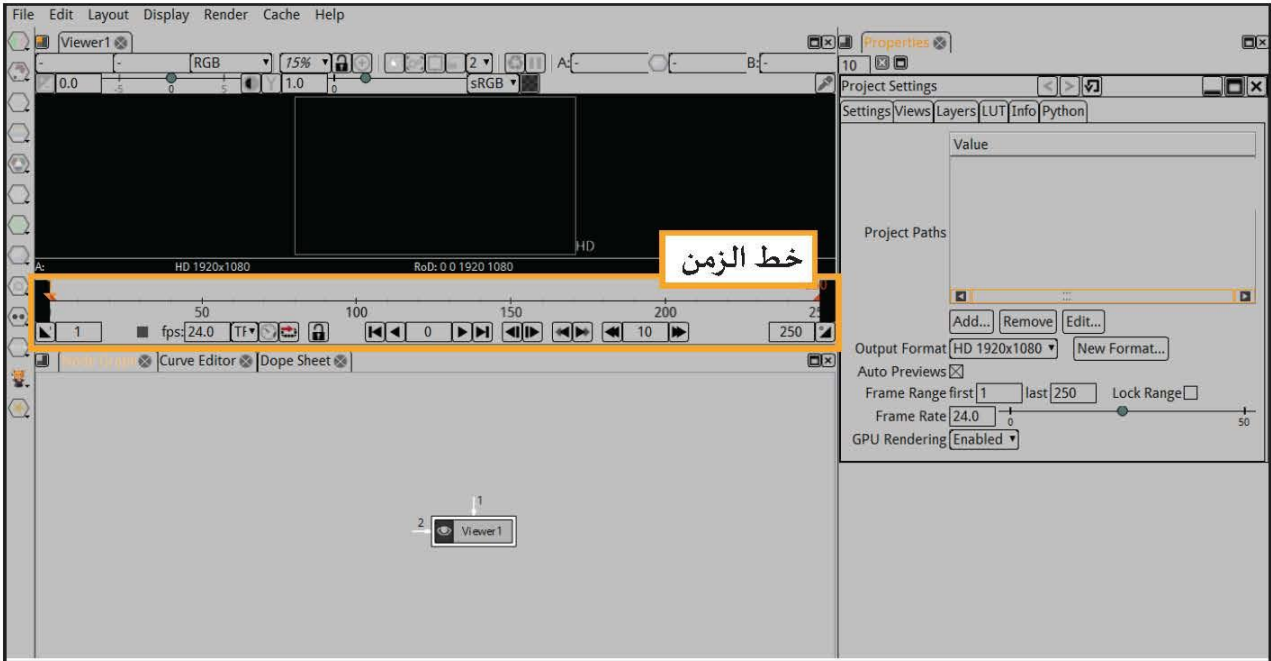 File Edit Layout Display Render Cache Help
Viewer1
- - RGB 15% 2 A: - - B: -
0.0 -5 0 5 Y 1.0 0 sRGB
HD
A: HD 1920x1080 RoD: 0 0 1920 1080
خط الزمن
50 100 150 200
1 fps: 24.0 TF 0 10 250
Curve Editor Dope Sheet
1
2 Viewer1
Properties
10
Project Settings < >
Settings Views Layers LUT Info Python
Value
Project Paths
Add... Remove Edit...
Output Format HD 1920x1080 New Format...
Auto Previews
Frame Range first 1 last 250 Lock Range
Frame Rate 24.0 0 50
GPU Rendering Enabled